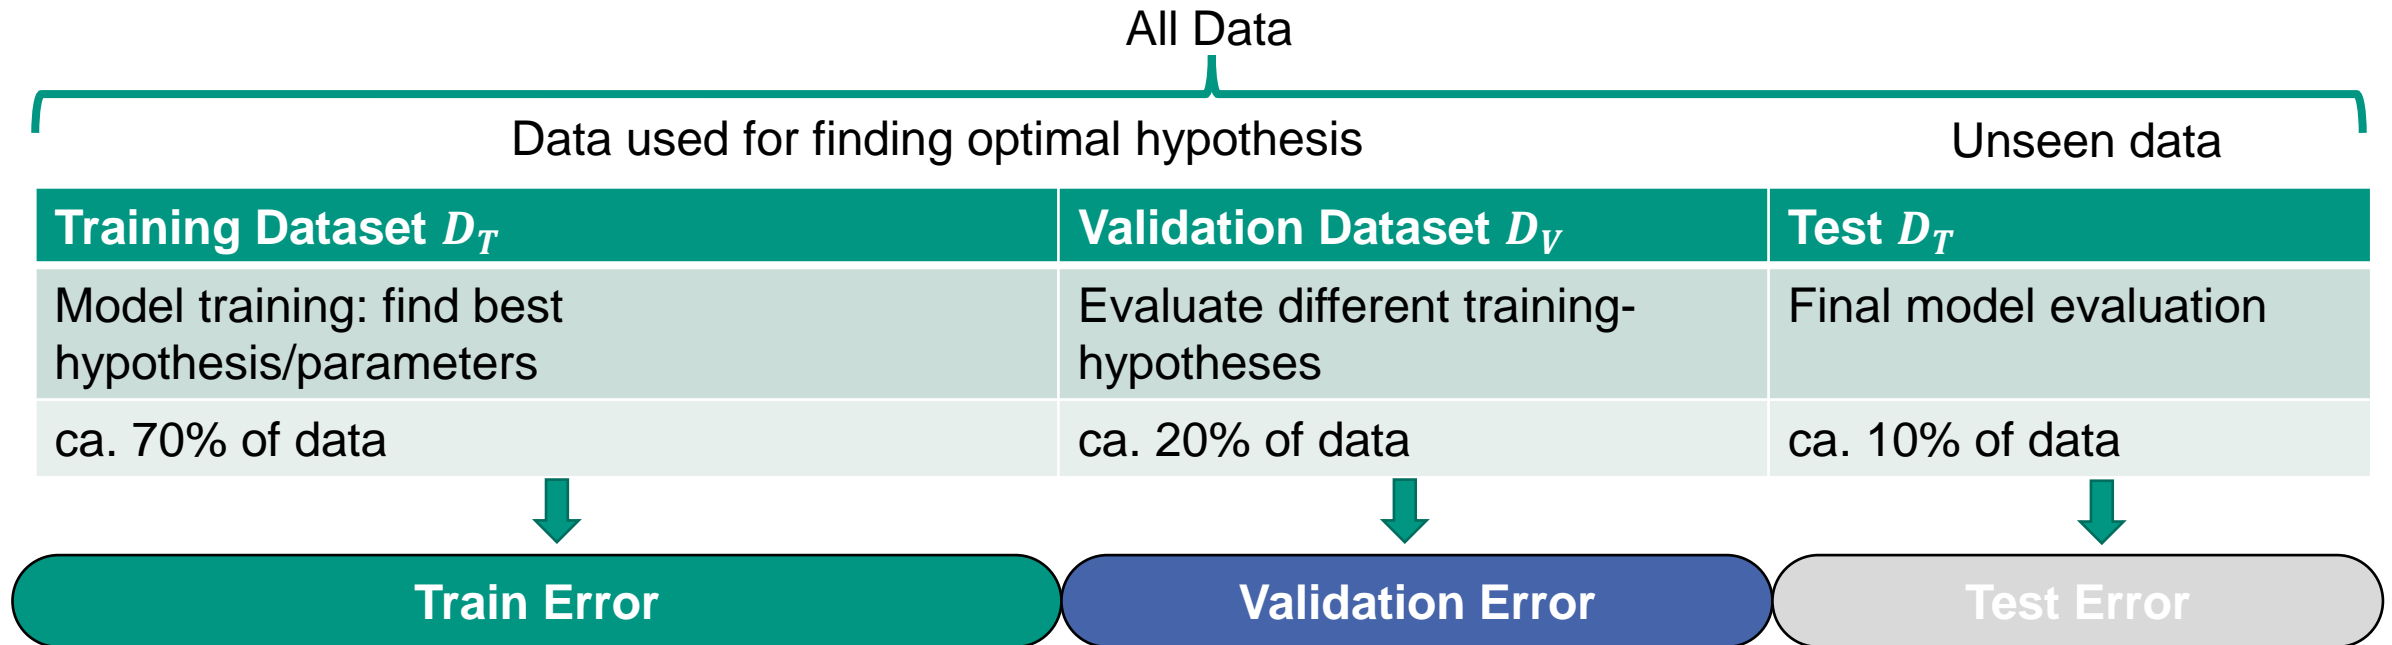 All Data
Data used for finding optimal hypothesis
Unseen data
Training Dataset D_T
Validation Dataset D_V
Test D_T
Model training: find best
hypothesis/parameters
Evaluate different training-
hypotheses
Final model evaluation
ca. 70% of data
ca. 20% of data
ca. 10% of data
Train Error
Validation Error
Test Error